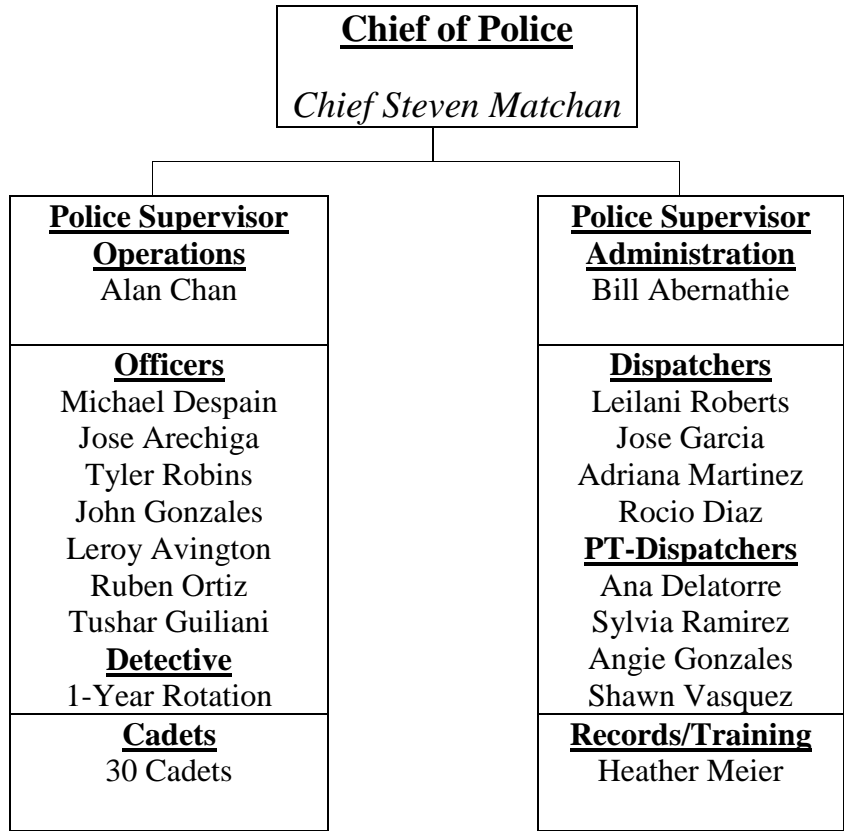 Chief of Police
Chief Steven Matchan
Police Supervisor
Operations
Alan Chan
Officers
Michael Despain
Jose Arechiga
Tyler Robins
John Gonzales
Leroy Avington
Ruben Ortiz
Tushar Guiliani
Detective
1-Year Rotation
Cadets
30 Cadets
Police Supervisor
Administration
Bill Abernathie
Dispatchers
Leilani Roberts
Jose Garcia
Adriana Martinez
Rocio Diaz
PT-Dispatchers
Ana Delatorre
Sylvia Ramirez
Angie Gonzales
Shawn Vasquez
Records/Training
Heather Meier